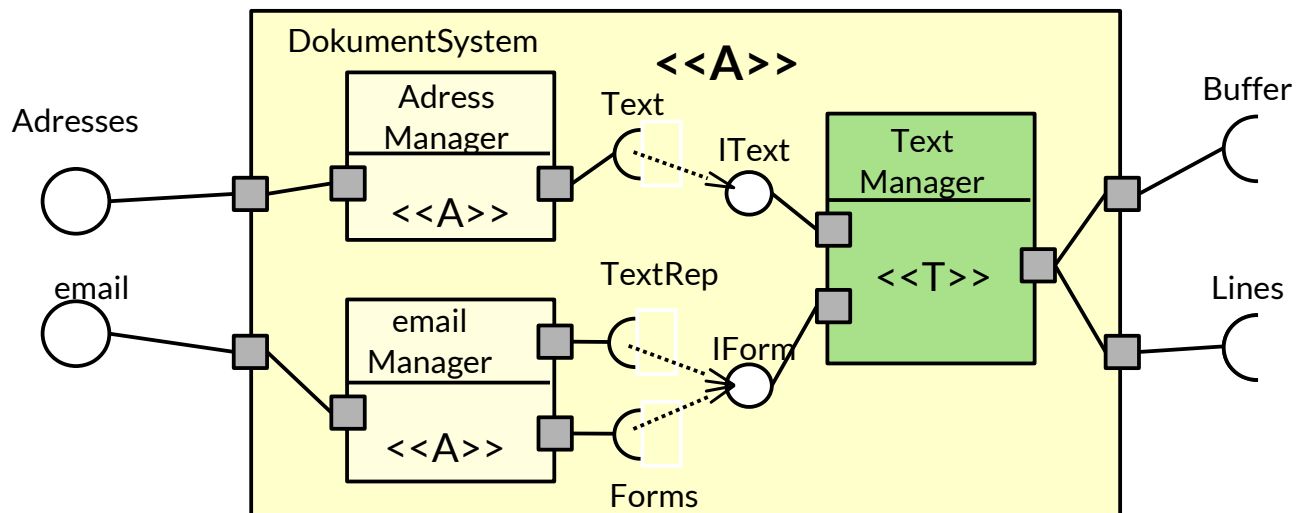 DokumentSystem
<<A>>
Adresses
Adress
Manager
<<A>>
Text
IText
Text
Manager
<<T>>
Buffer
email
email
Manager
<<A>>
TextRep
IForm
Forms
Lines